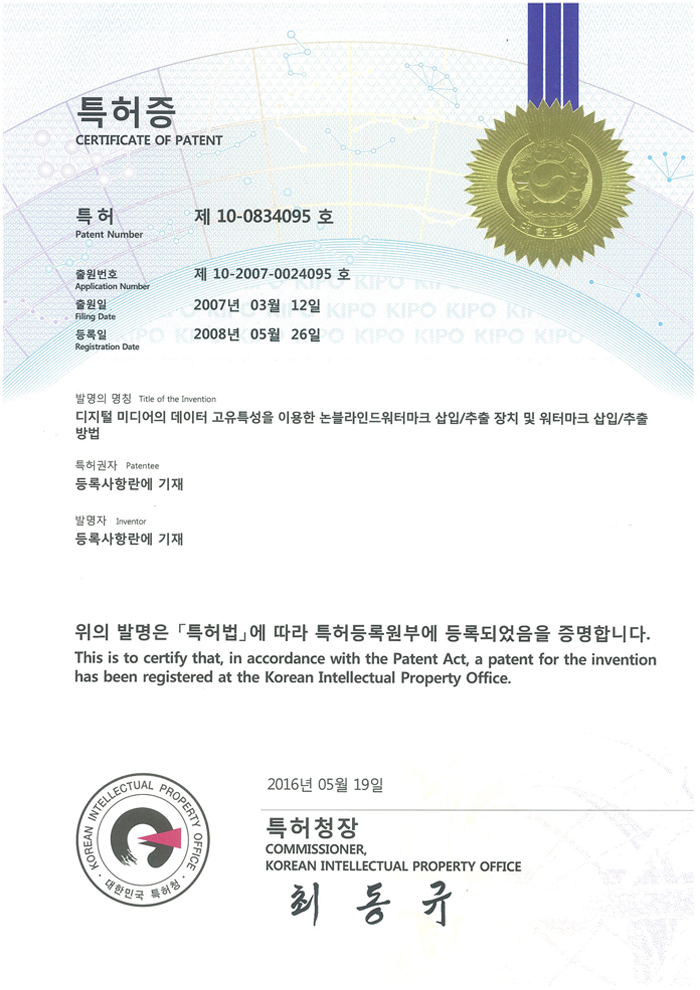 특허증
CERTIFICATE OF PATENT
특 허
Patent Number
제 10-0834095 호
출원번호
Application Number
제 10-2007-0024095 호
출원일
Filing Date
2007년 03월 12일
등록일
Registration Date
2008년 05월 26일
KIPO KIPO KIPO KIPO KIPO
KIPO KIPO KIPO KIPO KIPO
KIPO KIPO KIPO KIPO KIPO
발명의 명칭 Title of the Invention
디지털 미디어의 데이터 고유특성을 이용한 논블라인드워터마크 삽입/추출 장치 및 워터마크 삽입/추출
방법
특허권자 Patentee
등록사항란에 기재
발명자 Inventor
등록사항란에 기재
위의 발명은 「특허법」에 따라 특허등록원부에 등록되었음을 증명합니다.
This is to certify that, in accordance with the Patent Act, a patent for the invention
has been registered at the Korean Intellectual Property Office.
2016년 05월 19일
특허청장
COMMISSIONER,
KOREAN INTELLECTUAL PROPERTY OFFICE
최 동 규
KOREAN INTELLECTUAL PROPERTY OFFICE
대한민국 특허청